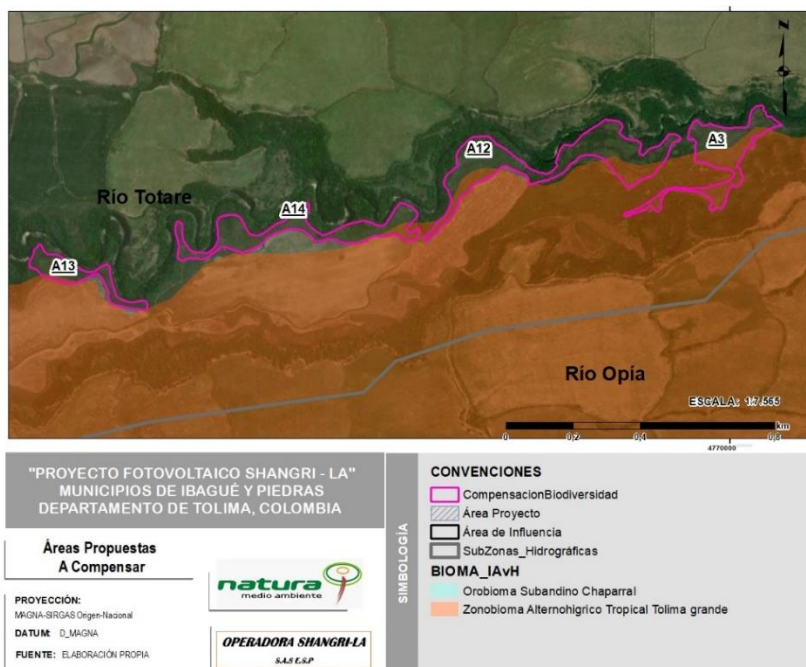 Z
A3
A12
Río Totare
A14
A13
Río Opía
ESCALA: 1:7.565
km
0 0,2 0,4 0,6 0,8
4770000
"PROYECTO FOTOVOLTAICO SHANGRI - LA"
MUNICIPIOS DE IBAGUÉ Y PIEDRAS
DEPARTAMENTO DE TOLIMA, COLOMBIA
Áreas Propuestas
A Compensar
PROYECCIÓN:
MAGNA-SIRGAS Origen-Nacional
DATUM: D_MAGNA
FUENTE: ELABORACIÓN PROPIA
natura
medio ambiente
OPERADORA SHANGRI-LA
S.A.S E.S.P
SIMBOLOGÍA
CONVENCIONES
CompensacionBiodiversidad
Área Proyecto
Área de Influencia
SubZonas_Hidrográficas
BIOMA_IAvH
Orobioma Subandino Chaparral
Zonobioma Alternohigrico Tropical Tolima grande